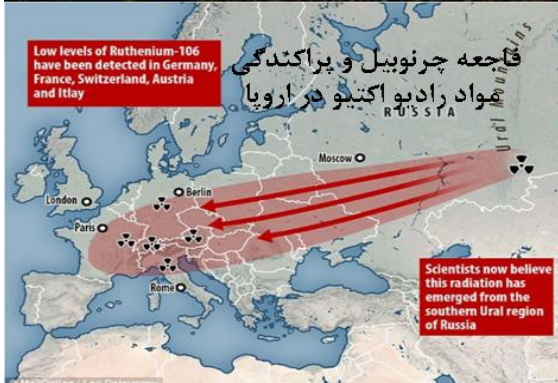 Low levels of Ruthenium-106
have been detected in Germany,
France, Switzerland, Austria
and Itlay
فاجعه چرنوبیل و پراکندگی
مواد رادیو اکتیو در اروپا
RUSSIA
Ural Mountains
Moscow
Berlin
London
Paris
Rome
Scientists now believe
this radiation has
emerged from the
southern Ural region
of Russia